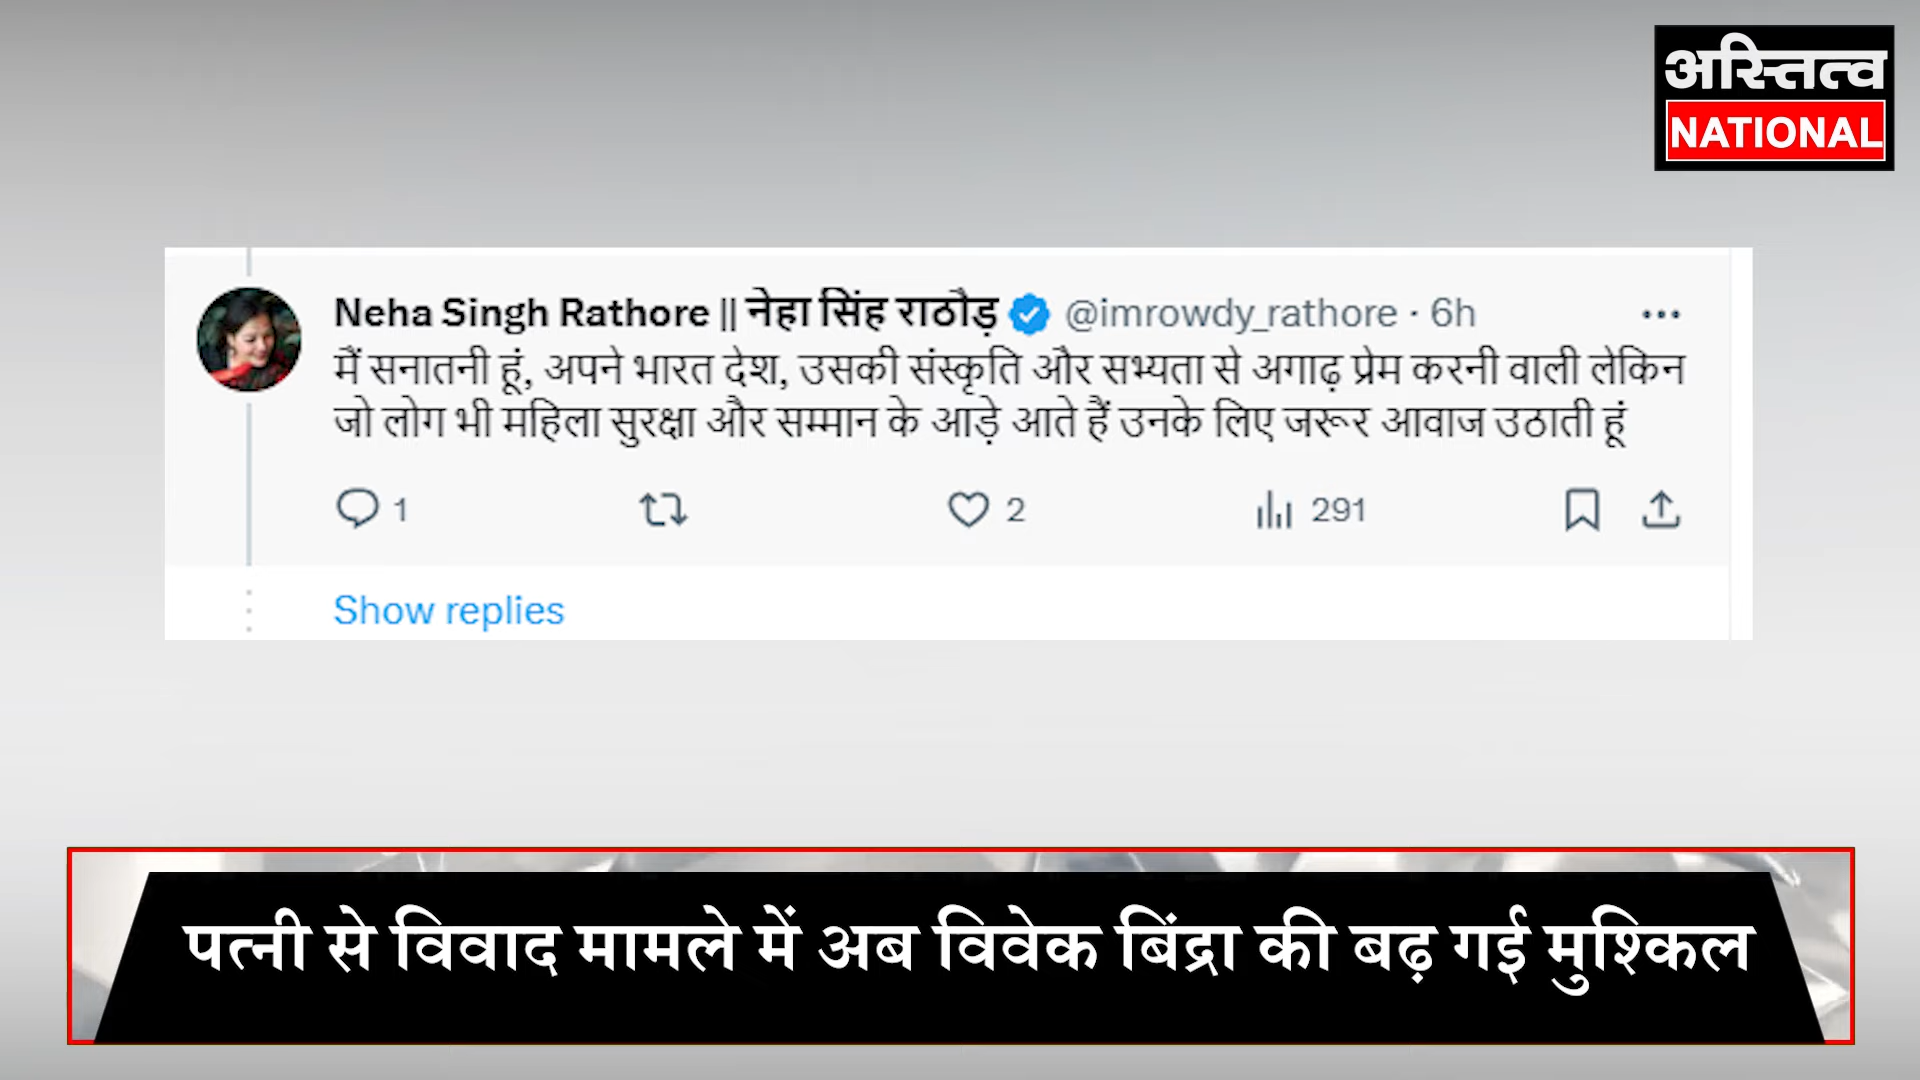 अस्तित्व
NATIONAL
Neha Singh Rathore || नेहा सिंह राठौड़ @imrowdy_rathore · 6h
मैं सनातनी हूं, अपने भारत देश, उसकी संस्कृति और सभ्यता से अगाढ़ प्रेम करनी वाली लेकिन
जो लोग भी महिला सुरक्षा और सम्मान के आड़े आते हैं उनके लिए जरूर आवाज उठाती हूं
1 2 291
Show replies
पत्नी से विवाद मामले में अब विवेक बिंद्रा की बढ़ गई मुश्किल